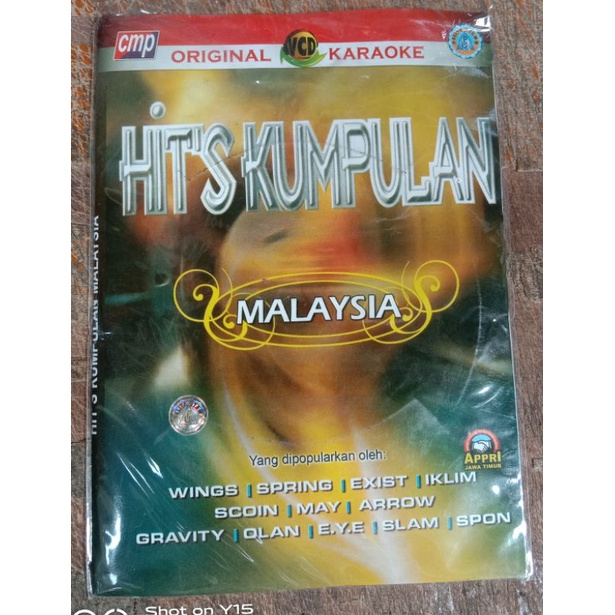 cmp
ORIGINAL VCD KARAOKE
HiT'S KUMPULAN
MALAYSIA
HIT'S KUMPULAN MALAYSIA
Yang dipopularkan oleh:
WINGS | SPRING | EXIST | IKLIM
SCOIN | MAY | ARROW
GRAVITY | OLAN | E.Y.E | SLAM | SPON
APPRI
JAWA TIMUR
Shot on Y15